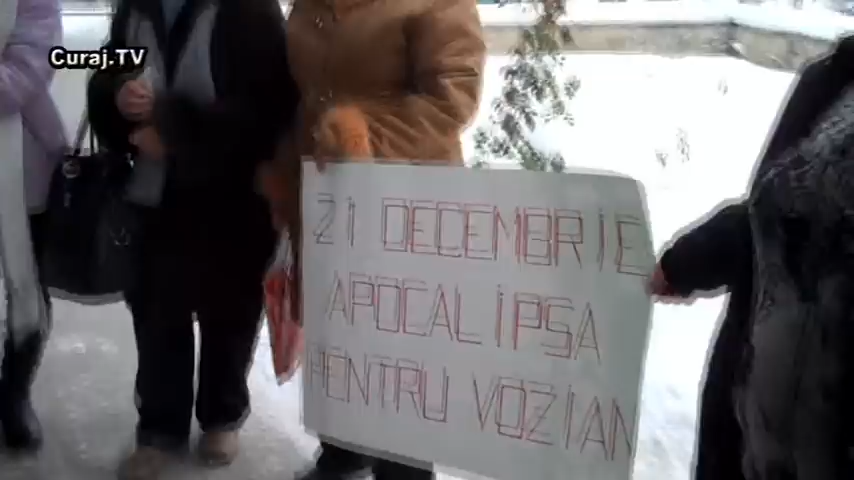 Curaj.TV
21 DECEMBRIE
APOCALIPSA
PENTRU VOZIAN